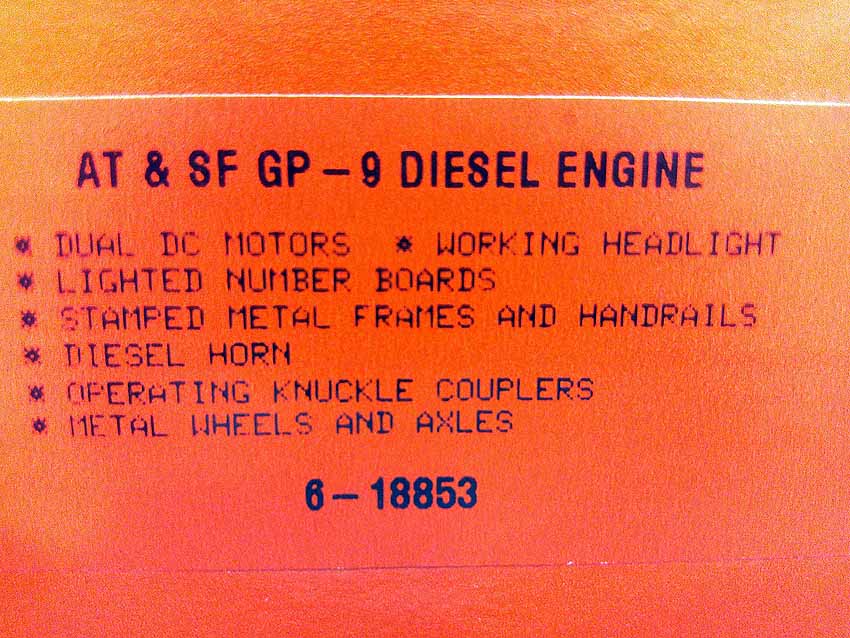 AT & SF GP - 9 DIESEL ENGINE
* DUAL DC MOTORS * WORKING HEADLIGHT
* LIGHTED NUMBER BOARDS
* STAMPED METAL FRAMES AND HANDRAILS
* DIESEL HORN
* OPERATING KNUCKLE COUPLERS
* METAL WHEELS AND AXLES
6 - 18853